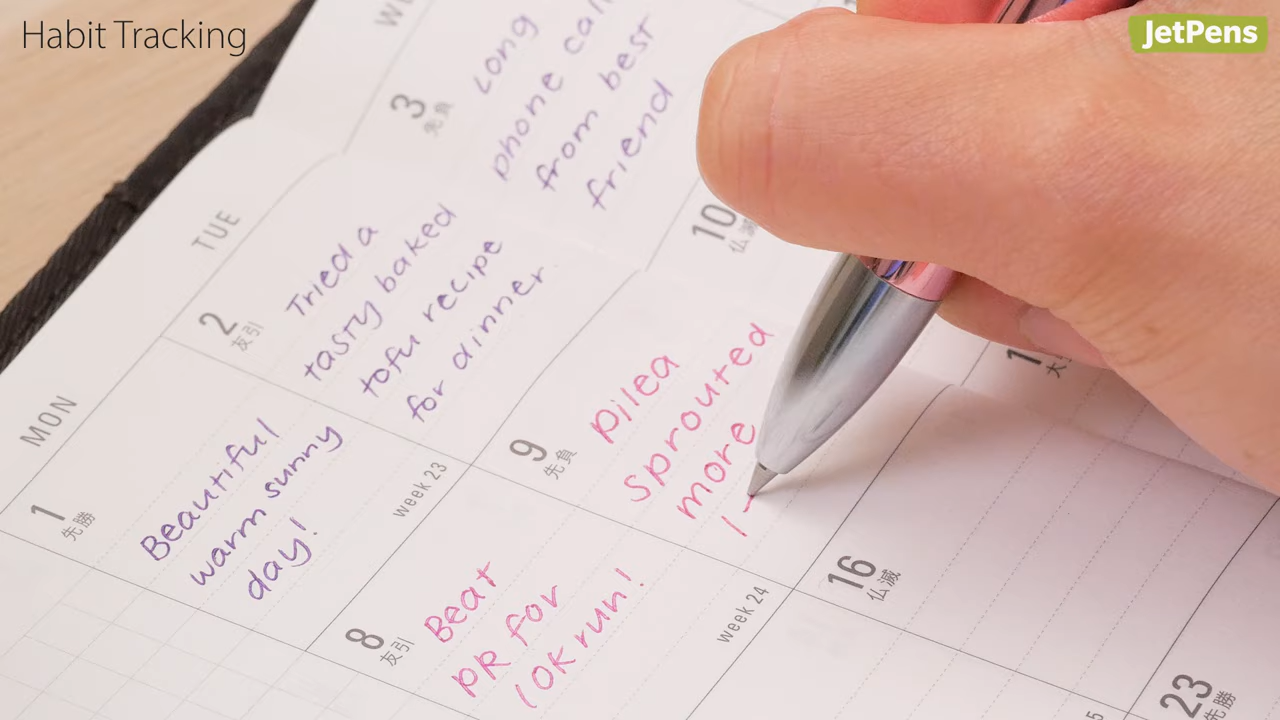 Habit Tracking
JetPens
MON
TUE
1
先勝
Beautiful
warm sunny
day!
2
友引
Tried a
tasty baked
tofu recipe
for dinner
3
先負
Long
phone call
from best
friend
week 23
8
友引
Beat
PR for
10K run!
9
先負
pilea
sprouted
more
10
仏滅
week 24
16
仏滅
23
先勝